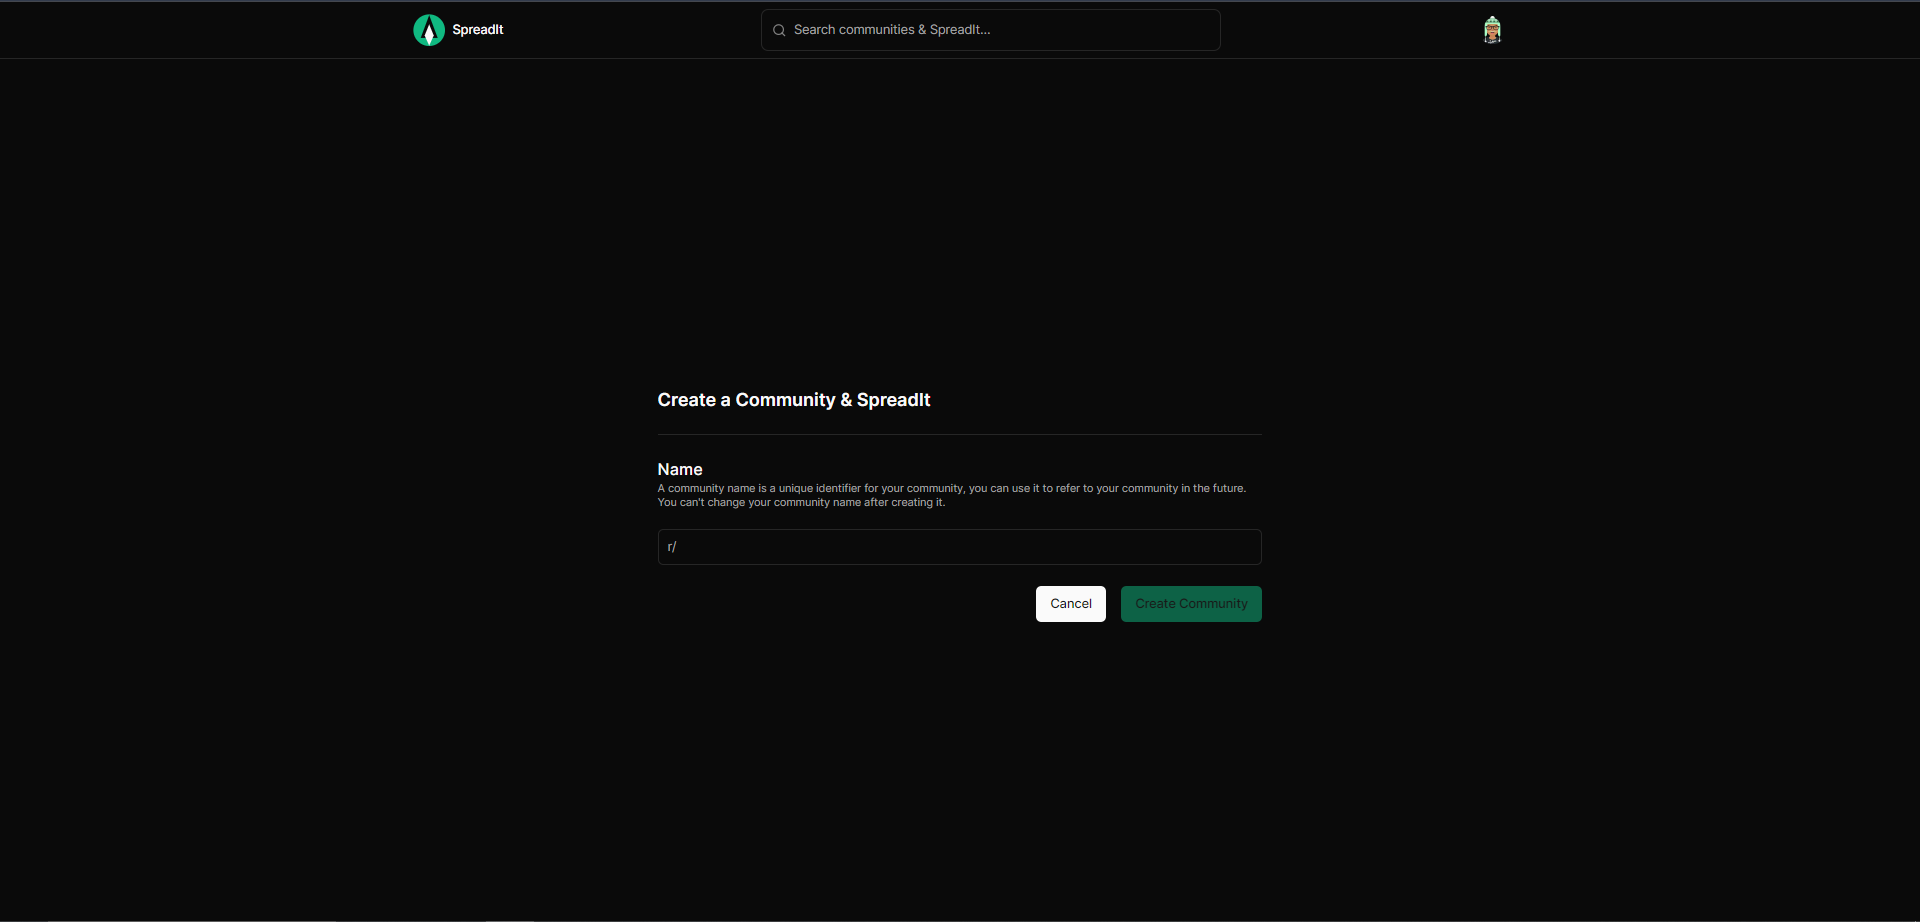 SpreadIt
Search communities & SpreadIt...
Create a Community & SpreadIt
Name
A community name is a unique identifier for your community, you can use it to refer to your community in the future.
You can't change your community name after creating it.
r/
Cancel
Create Community